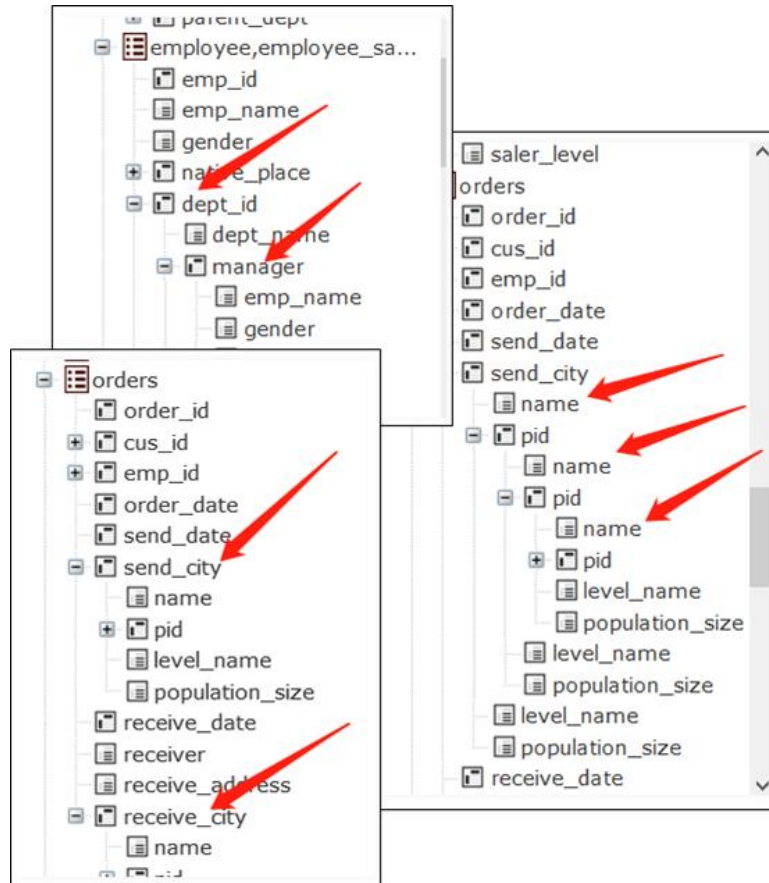 parent_dept
employee,employee_sa...
emp_id
emp_name
gender
native_place
dept_id
dept_name
manager
emp_name
gender
saler_level
orders
order_id
cus_id
emp_id
order_date
send_date
send_city
name
pid
name
pid
name
pid
level_name
population_size
level_name
population_size
level_name
population_size
receive_date
orders
order_id
cus_id
emp_id
order_date
send_date
send_city
name
pid
level_name
population_size
receive_date
receiver
receive_address
receive_city
name
pid